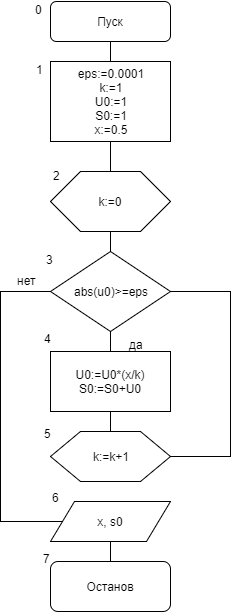 0
Пуск
1
eps:=0.0001
k:=1
U0:=1
S0:=1
x:=0.5
2
k:=0
3
нет
abs(u0)>=eps
да
4
U0:=U0*(x/k)
S0:=S0+U0
5
k:=k+1
6
x, s0
7
Останов